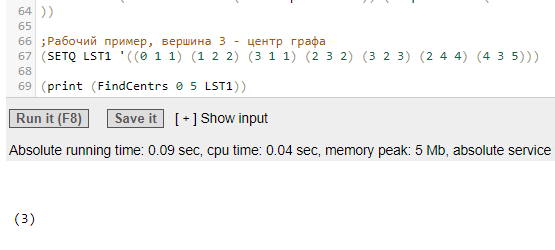 64 ))
65
66 ;Рабочий пример, вершина 3 - центр графа
67 (SETQ LST1 '((0 1 1) (1 2 2) (3 1 1) (2 3 2) (3 2 3) (2 4 4) (4 3 5)))
68
69 (print (FindCentrs 0 5 LST1))
Run it (F8) Save it [ + ] Show input
Absolute running time: 0.09 sec, cpu time: 0.04 sec, memory peak: 5 Mb, absolute service
(3)